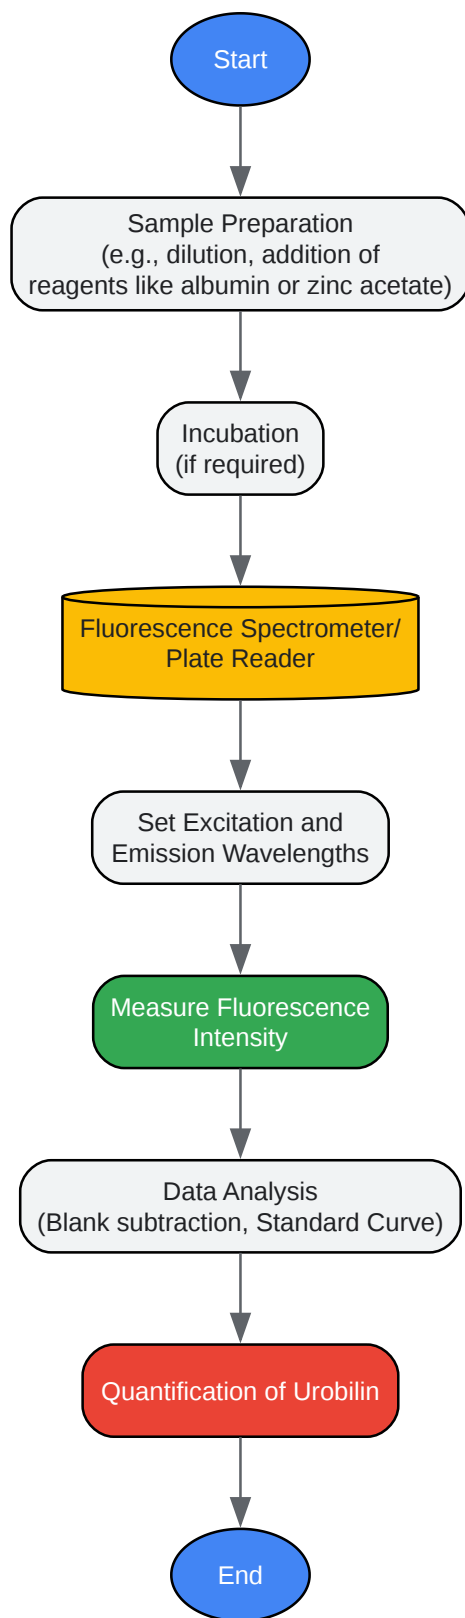 Start
Sample Preparation
(e.g., dilution, addition of
reagents like albumin or zinc acetate)
Incubation
(if required)
Fluorescence Spectrometer/
Plate Reader
Set Excitation and
Emission Wavelengths
Measure Fluorescence
Intensity
Data Analysis
(Blank subtraction, Standard Curve)
Quantification of Urobilin
End